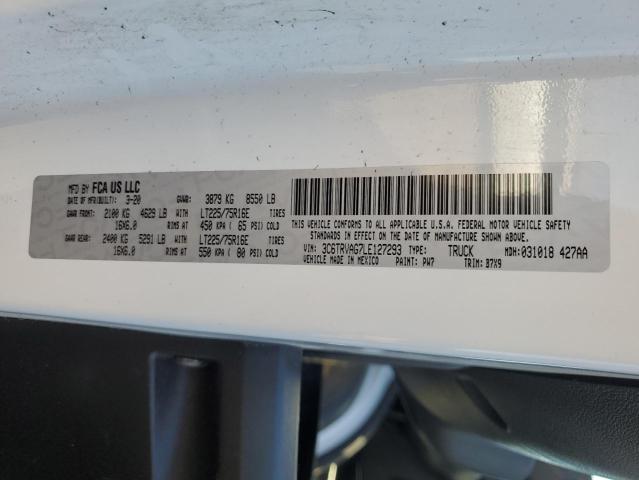 MFD BY FCA US LLC
DATE OF MFR(BUILT): 3-20 GVWR: 3879 KG 8550 LB
GAWR FRONT: 2100 KG 4629 LB WITH LT225/75R16E TIRES
16X6.0 RIMS AT 450 KPA ( 65 PSI) COLD
GAWR REAR: 2400 KG 5291 LB WITH LT225/75R16E TIRES
16X6.0 RIMS AT 550 KPA ( 80 PSI) COLD
THIS VEHICLE CONFORMS TO ALL APPLICABLE U.S.A. FEDERAL MOTOR VEHICLE SAFETY
STANDARDS IN EFFECT ON THE DATE OF MANUFACTURE SHOWN ABOVE.
VIN: 3C6TRVAG7LE127293 TYPE: TRUCK MDH: 031018 427AA
VEHICLE MADE IN MEXICO PAINT: PW7 TRIM: B7X9